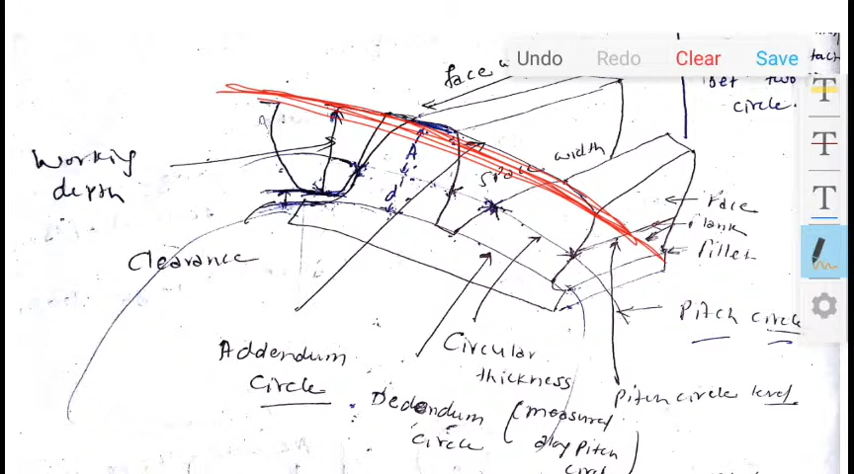 Undo Redo Clear Save
face
tach
bet two
circle.
T
T
T
Working
depth
A
d
space width
Face
Flank
Fillet
Clearance
Pitch circle
Addendum
Circle
Circular
thickness
Pitch circle level
Dedendum
circle
(measured
along Pitch